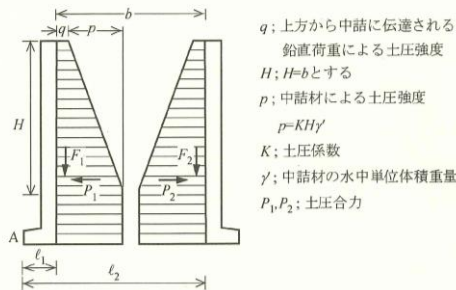 b
q
p
H
F₁
P₁
F₂
P₂
A
ℓ₁
ℓ₂
q ; 上方から中詰に伝達される
鉛直荷重による土圧強度
H ; H=bとする
p ; 中詰材による土圧強度
p=KHγ′
K ; 土圧係数
γ′; 中詰材の水中単位体積重量
P₁,P₂ ; 土圧合力